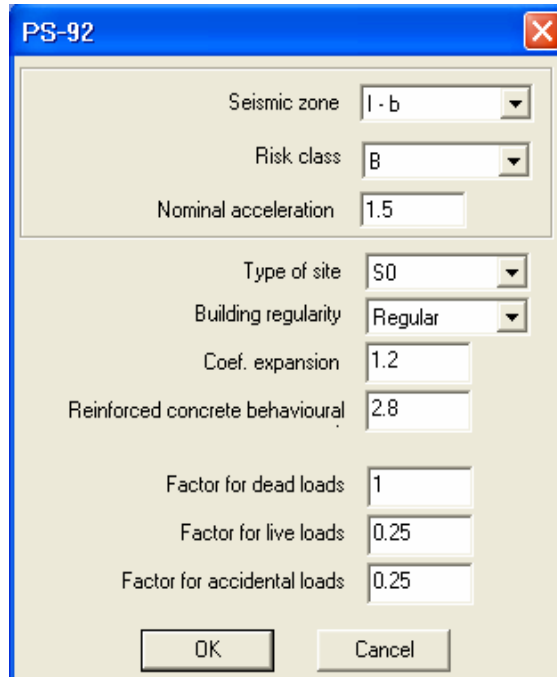 PS-92
Seismic zone I - b
Risk class B
Nominal acceleration 1.5
Type of site S0
Building regularity Regular
Coef. expansion 1.2
Reinforced concrete behavioural 2.8
Factor for dead loads 1
Factor for live loads 0.25
Factor for accidental loads 0.25
OK Cancel